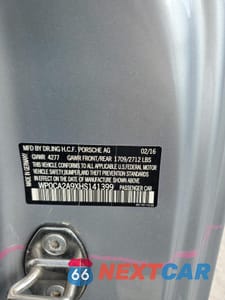 MFD BY DR.ING H.C.F. PORSCHE AG 02/16
GVWR 4277 GAWR FRONT/REAR 1709/2712 LBS
THIS VEHICLE CONFORMS TO ALL APPLICABLE U.S. FEDERAL MOTOR
VEHICLE SAFETY, BUMPER, AND THEFT PREVENTION STANDARDS
IN EFFECT ON THE DATE OF MANUFACTURE SHOWN ABOVE
WP0CA2A9XHS141399 PASSENGER CAR
MADE IN GERMANY
66 NEXTCAR